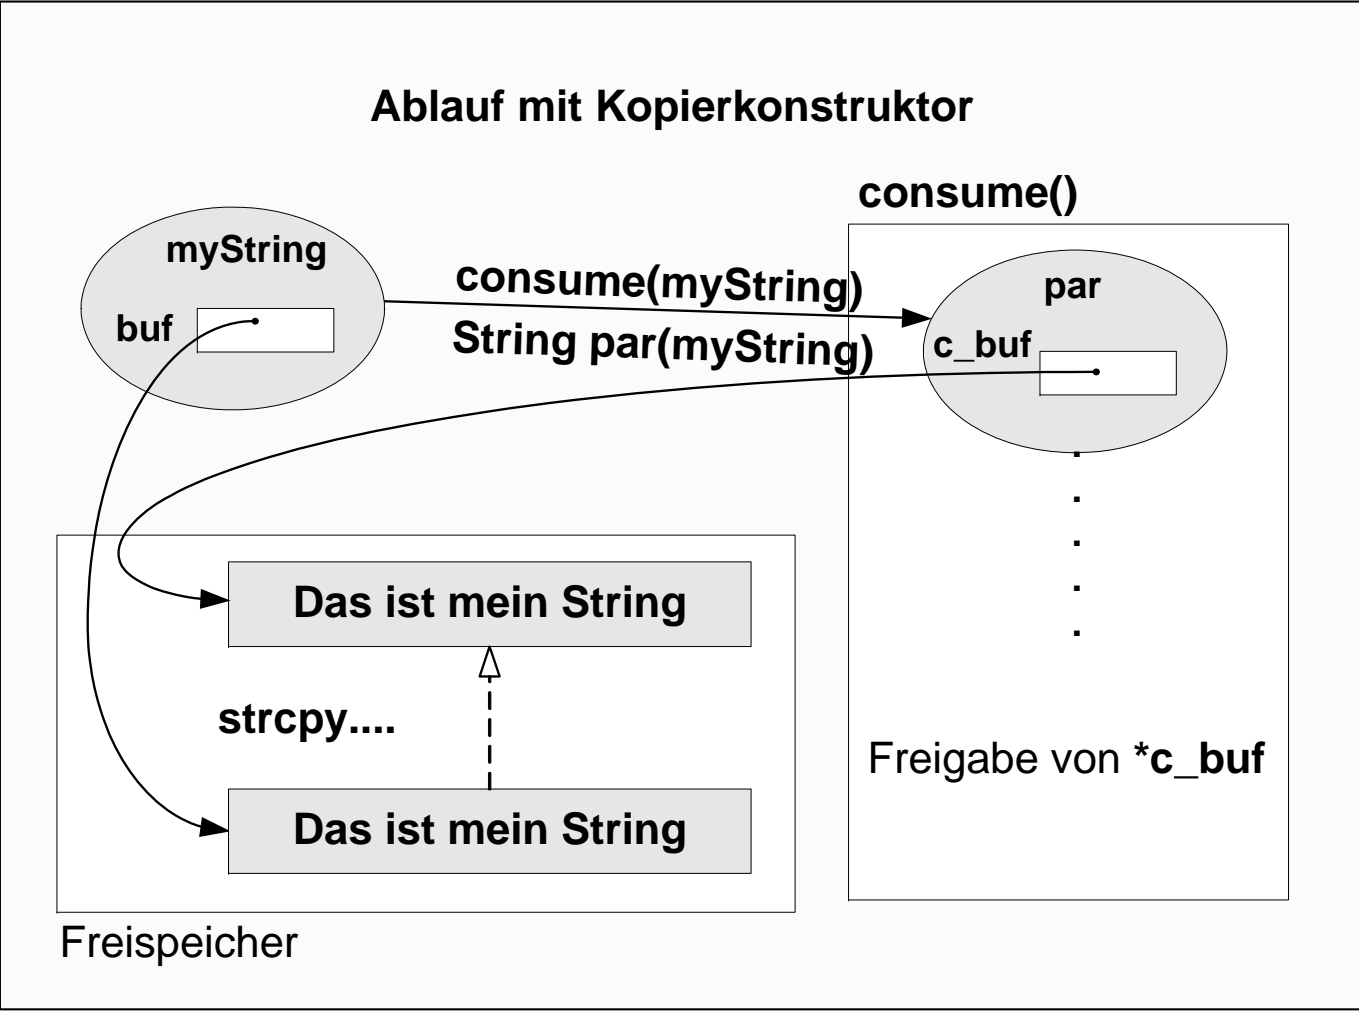 Ablauf mit Kopierkonstruktor
consume()
myString
buf
consume(myString)
String par(myString)
par
c_buf
.
.
.
.
.
Das ist mein String
strcpy....
Das ist mein String
Freigabe von *c_buf
Freispeicher